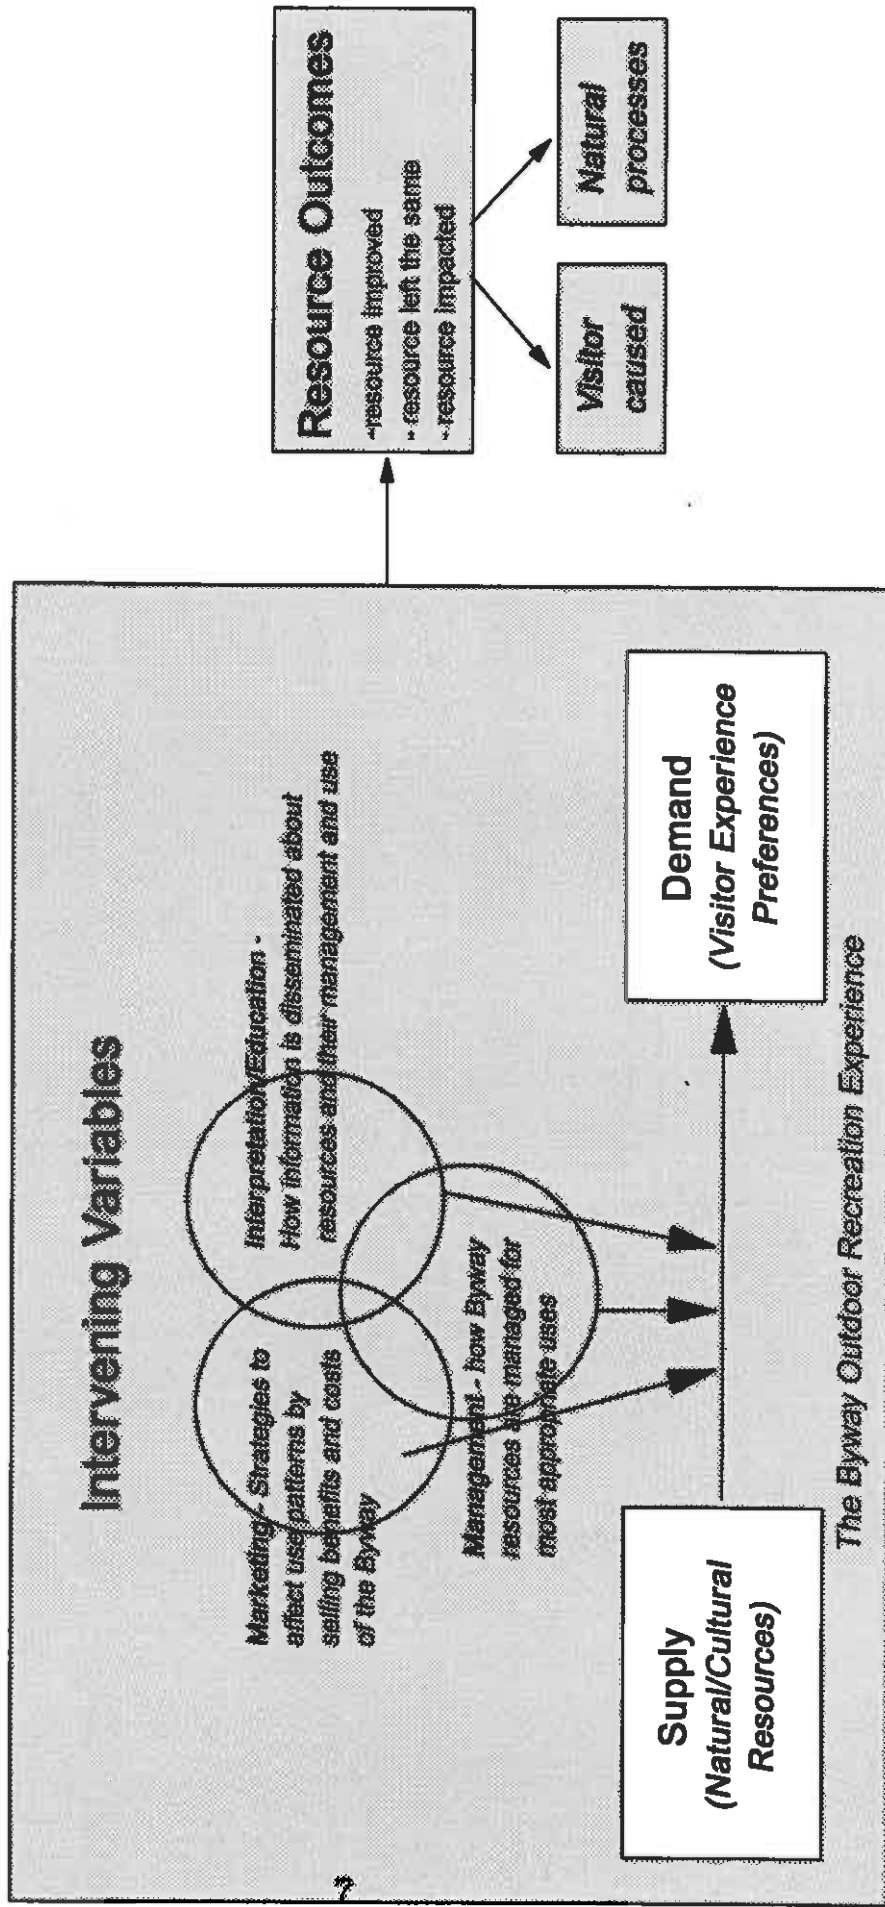 Intervening Variables
Marketing - Strategies to
affect use patterns by
selling benefits and costs
of the Byway
Interpretation/Education -
How information is disseminated about
resources and their management and use
Management - how Byway
resources are managed for
most appropriate uses
Supply
(Natural/Cultural
Resources)
Demand
(Visitor Experience
Preferences)
The Byway Outdoor Recreation Experience
Resource Outcomes
- resource improved
- resource left the same
- resource impacted
Visitor
caused
Natural
processes
?